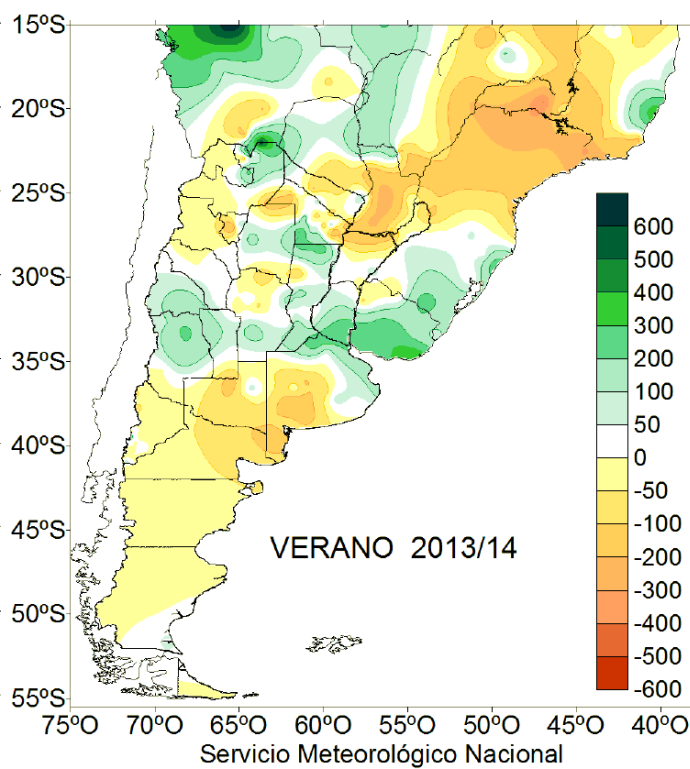 15ºS
20ºS
25ºS
30ºS
35ºS
40ºS
45ºS
50ºS
55ºS
600
500
400
300
200
100
50
0
-50
-100
-200
-300
-400
-500
-600
VERANO 2013/14
75ºO 70ºO 65ºO 60ºO 55ºO 50ºO 45ºO 40ºO
Servicio Meteorológico Nacional